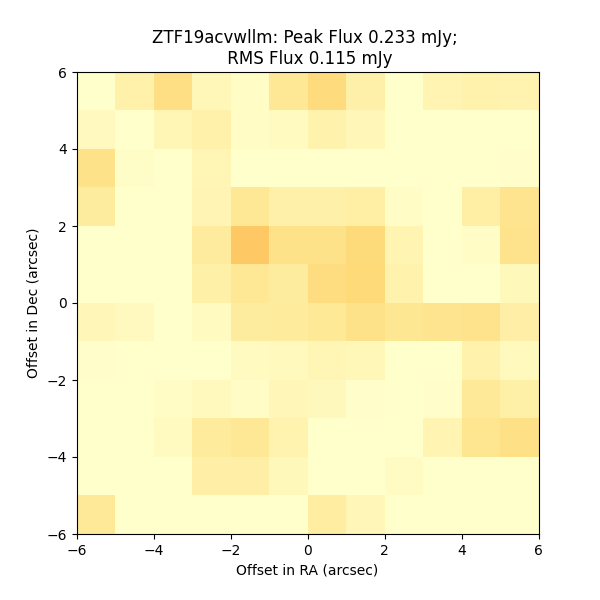 ZTF19acvwllm: Peak Flux 0.233 mJy;
RMS Flux 0.115 mJy
6
4
2
0
−2
−4
−6
Offset in Dec (arcsec)
−6 −4 −2 0 2 4 6
Offset in RA (arcsec)